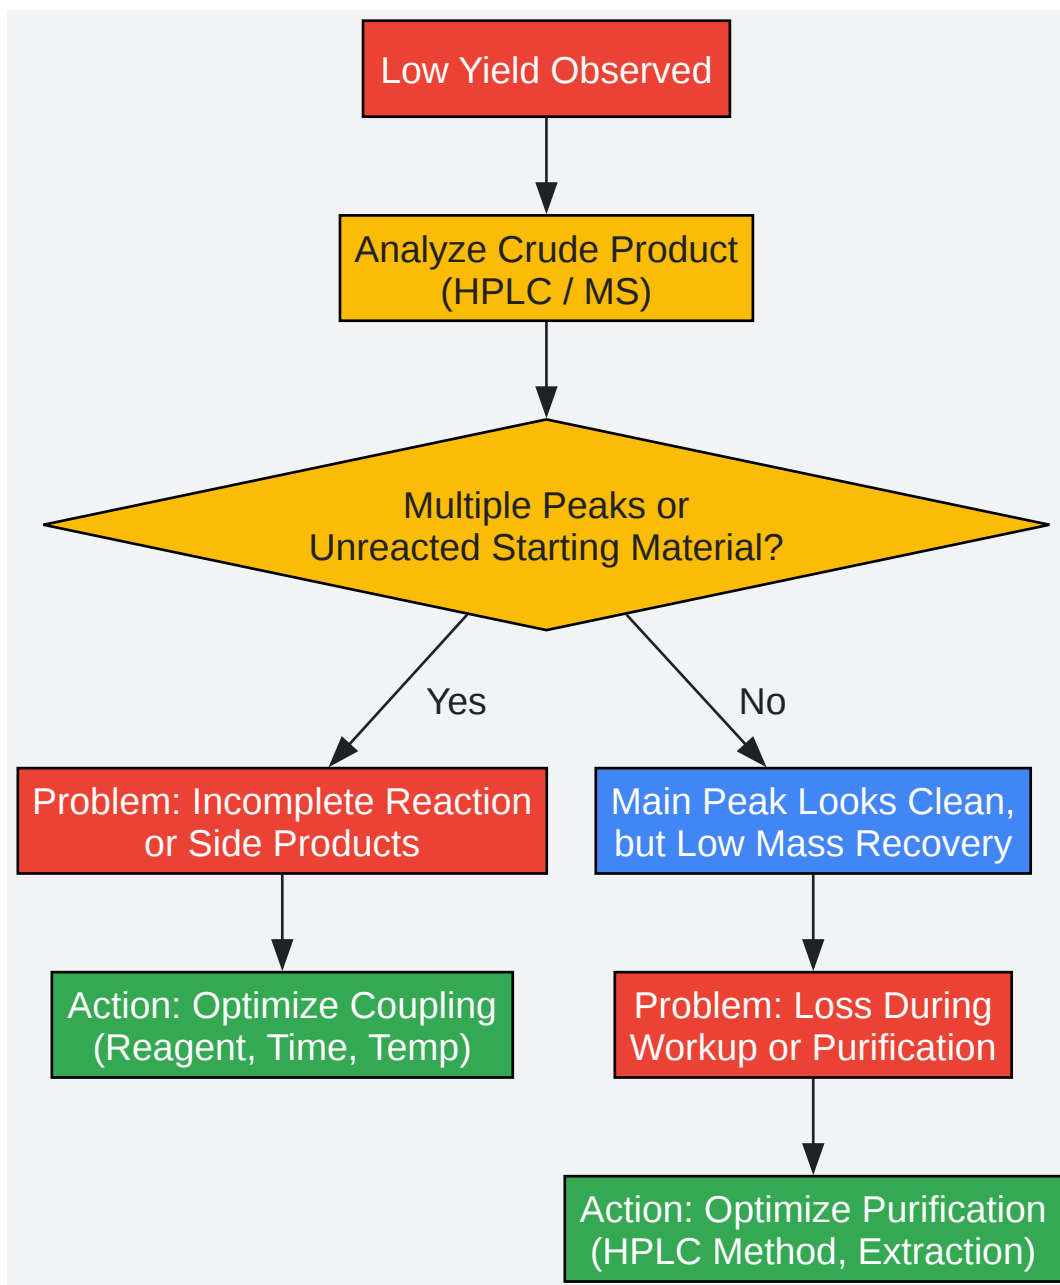 Low Yield Observed
Analyze Crude Product
(HPLC / MS)
Multiple Peaks or
Unreacted Starting Material?
Yes
No
Problem: Incomplete Reaction
or Side Products
Main Peak Looks Clean,
but Low Mass Recovery
Action: Optimize Coupling
(Reagent, Time, Temp)
Problem: Loss During
Workup or Purification
Action: Optimize Purification
(HPLC Method, Extraction)